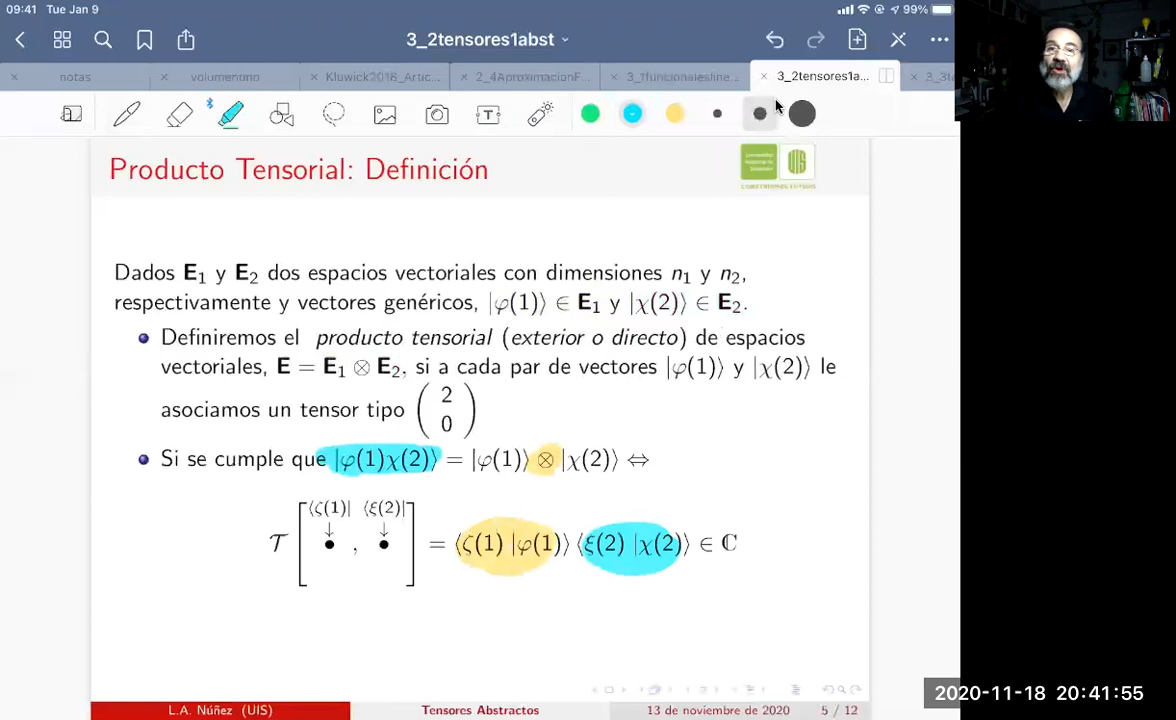 09:41 Tue Jan 9
99%
3_2tensores1abst
notas
volumenuno
Kluwick2018_Artic...
2_4AproximacionF...
3_1funcionalesline...
3_2tensores1a...
Producto Tensorial: Definición
UIS
CONSTRUIMOS FUTURO
Dados E₁ y E₂ dos espacios vectoriales con dimensiones n₁ y n₂,
respectivamente y vectores genéricos, |φ(1)⟩ ∈ E₁ y |χ(2)⟩ ∈ E₂.
Definiremos el producto tensorial (exterior o directo) de espacios
vectoriales, E = E₁ ⊗ E₂, si a cada par de vectores |φ(1)⟩ y |χ(2)⟩ le
asociamos un tensor tipo (2 0)
Si se cumple que |φ(1)χ(2)⟩ = |φ(1)⟩ ⊗ |χ(2)⟩ ⇔
⟨ζ(1)| ⟨ξ(2)|
↓ ↓
𝒯 [ • , • ] = ⟨ζ(1) |φ(1)⟩ ⟨ξ(2) |χ(2)⟩ ∈ ℂ
L.A. Núñez (UIS) Tensores Abstractos 13 de noviembre de 2020 5 / 12
2020-11-18 20:41:55